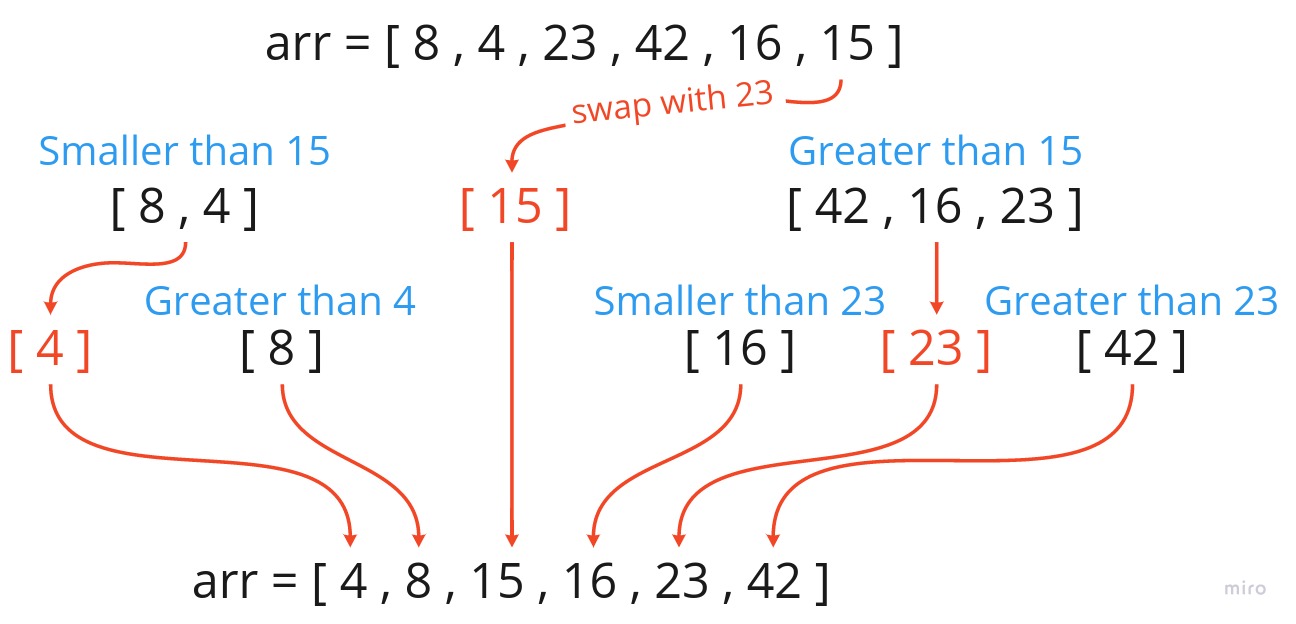 arr = [ 8 , 4 , 23 , 42 , 16 , 15 ]
swap with 23
Smaller than 15
Greater than 15
[ 8 , 4 ]
[ 15 ]
[ 42 , 16 , 23 ]
Greater than 4
Smaller than 23
Greater than 23
[ 4 ]
[ 8 ]
[ 16 ]
[ 23 ]
[ 42 ]
arr = [ 4 , 8 , 15 , 16 , 23 , 42 ]
miro